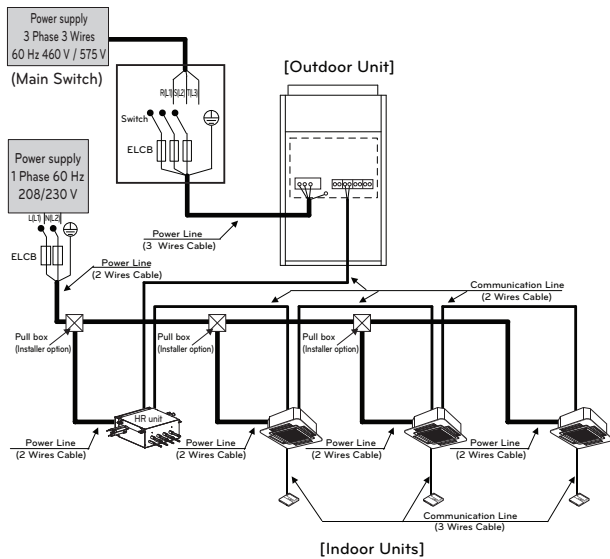 Power supply
3 Phase 3 Wires
60 Hz 460 V / 575 V
(Main Switch)
[Outdoor Unit]
R(L1) S(L2) T(L3)
Switch
ELCB
Power supply
1 Phase 60 Hz
208/230 V
L(L1) N(L2)
ELCB
Power Line
(3 Wires Cable)
Power Line
(2 Wires Cable)
Communication Line
(2 Wires Cable)
Pull box
(Installer option)
Pull box
(Installer option)
Pull box
(Installer option)
HR unit
Power Line
(2 Wires Cable)
Power Line
(2 Wires Cable)
Power Line
(2 Wires Cable)
Power Line
(2 Wires Cable)
Communication Line
(3 Wires Cable)
[Indoor Units]